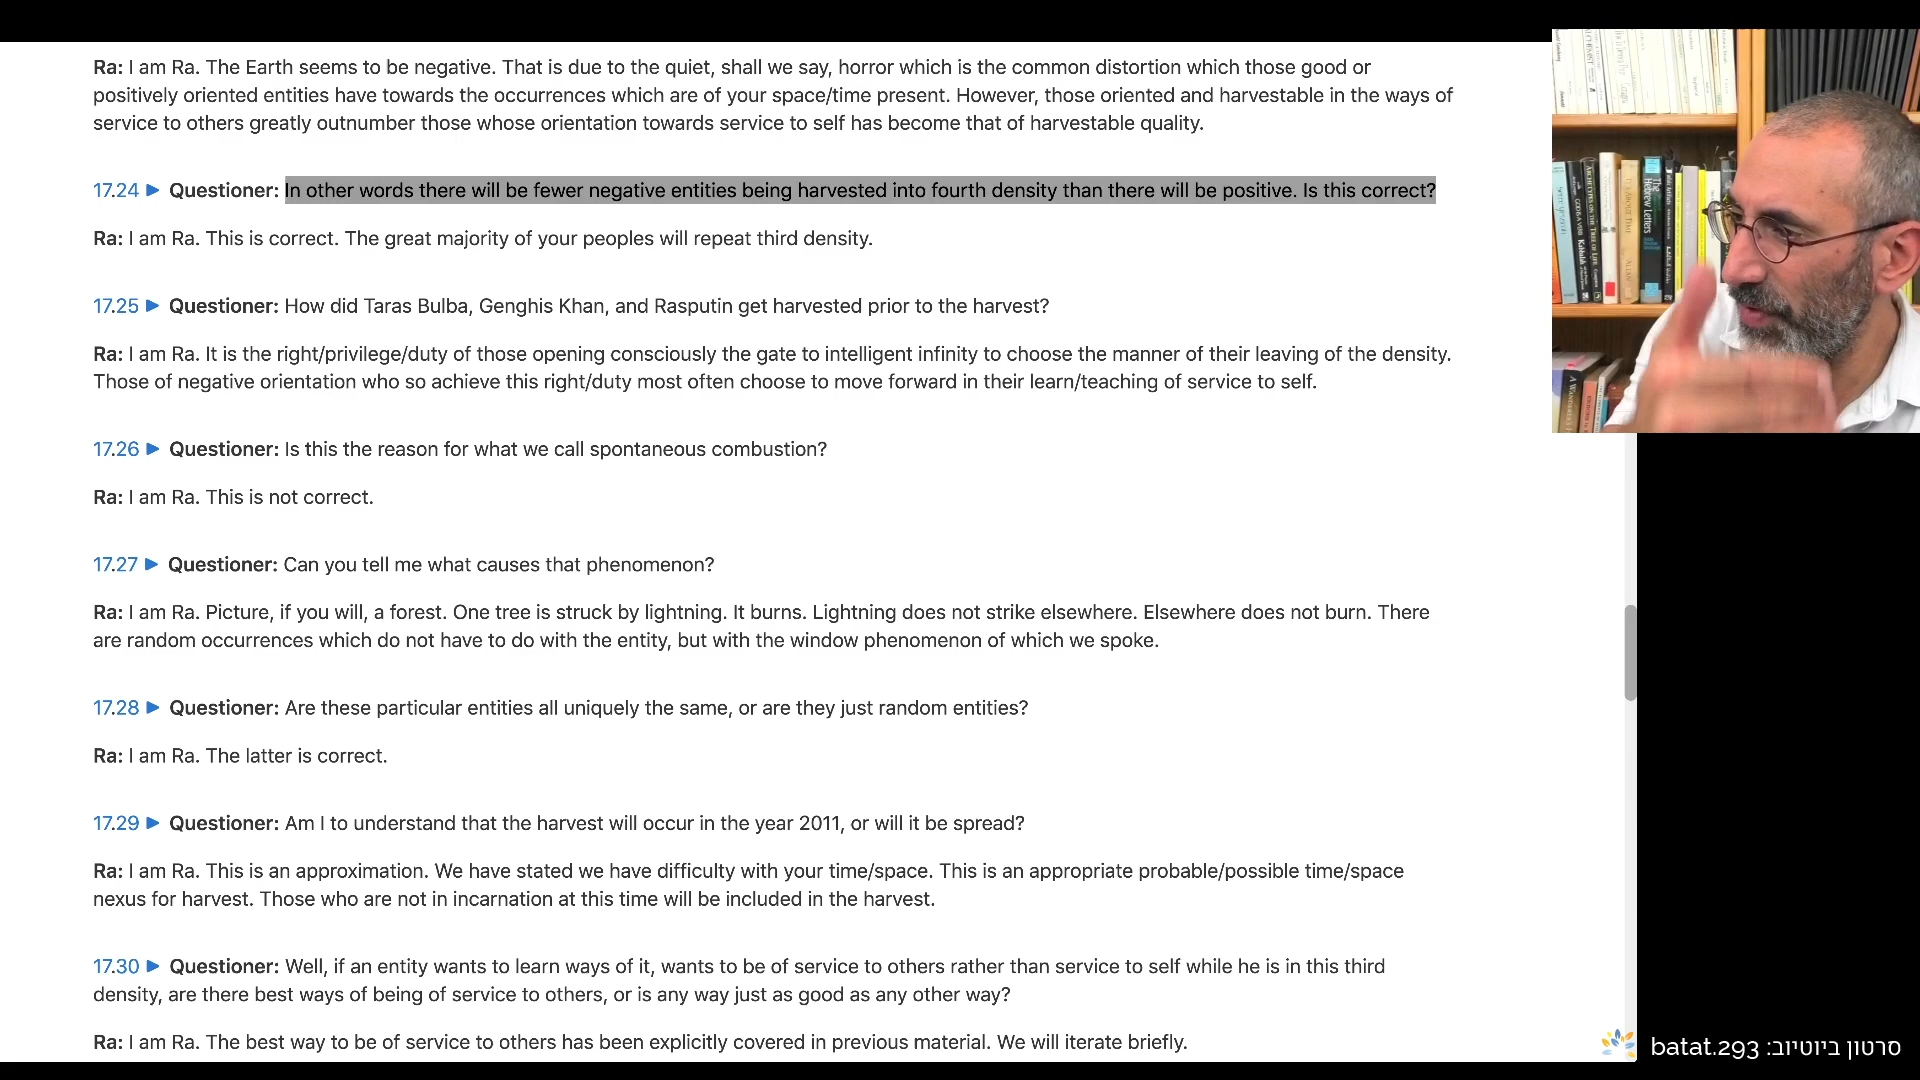 Ra: I am Ra. The Earth seems to be negative. That is due to the quiet, shall we say, horror which is the common distortion which those good or
positively oriented entities have towards the occurrences which are of your space/time present. However, those oriented and harvestable in the ways of
service to others greatly outnumber those whose orientation towards service to self has become that of harvestable quality.
17.24 ▶ Questioner: In other words there will be fewer negative entities being harvested into fourth density than there will be positive. Is this correct?
Ra: I am Ra. This is correct. The great majority of your peoples will repeat third density.
17.25 ▶ Questioner: How did Taras Bulba, Genghis Khan, and Rasputin get harvested prior to the harvest?
Ra: I am Ra. It is the right/privilege/duty of those opening consciously the gate to intelligent infinity to choose the manner of their leaving of the density.
Those of negative orientation who so achieve this right/duty most often choose to move forward in their learn/teaching of service to self.
17.26 ▶ Questioner: Is this the reason for what we call spontaneous combustion?
Ra: I am Ra. This is not correct.
17.27 ▶ Questioner: Can you tell me what causes that phenomenon?
Ra: I am Ra. Picture, if you will, a forest. One tree is struck by lightning. It burns. Lightning does not strike elsewhere. Elsewhere does not burn. There
are random occurrences which do not have to do with the entity, but with the window phenomenon of which we spoke.
17.28 ▶ Questioner: Are these particular entities all uniquely the same, or are they just random entities?
Ra: I am Ra. The latter is correct.
17.29 ▶ Questioner: Am I to understand that the harvest will occur in the year 2011, or will it be spread?
Ra: I am Ra. This is an approximation. We have stated we have difficulty with your time/space. This is an appropriate probable/possible time/space
nexus for harvest. Those who are not in incarnation at this time will be included in the harvest.
17.30 ▶ Questioner: Well, if an entity wants to learn ways of it, wants to be of service to others rather than service to self while he is in this third
density, are there best ways of being of service to others, or is any way just as good as any other way?
Ra: I am Ra. The best way to be of service to others has been explicitly covered in previous material. We will iterate briefly.
The Hebrew Letters
סרטון ביוטיוב: batat.293